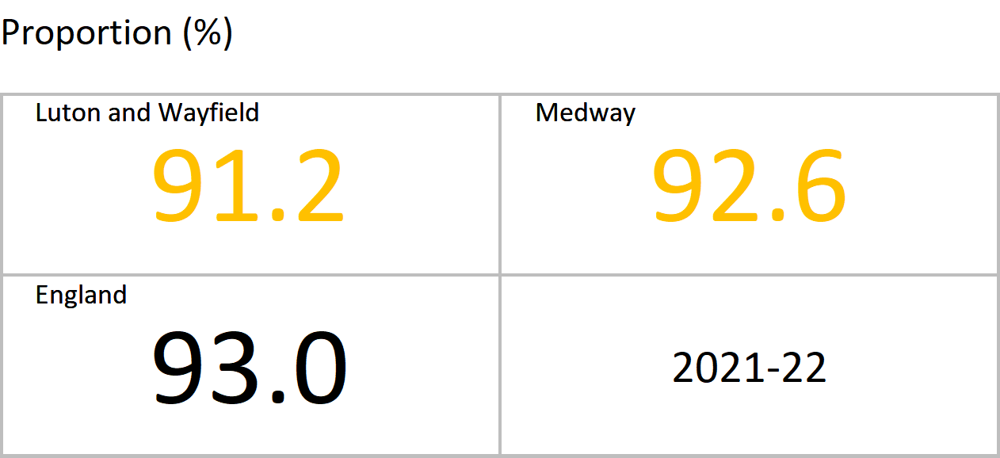 Proportion (%)
Luton and Wayfield
91.2
Medway
92.6
England
93.0
2021-22